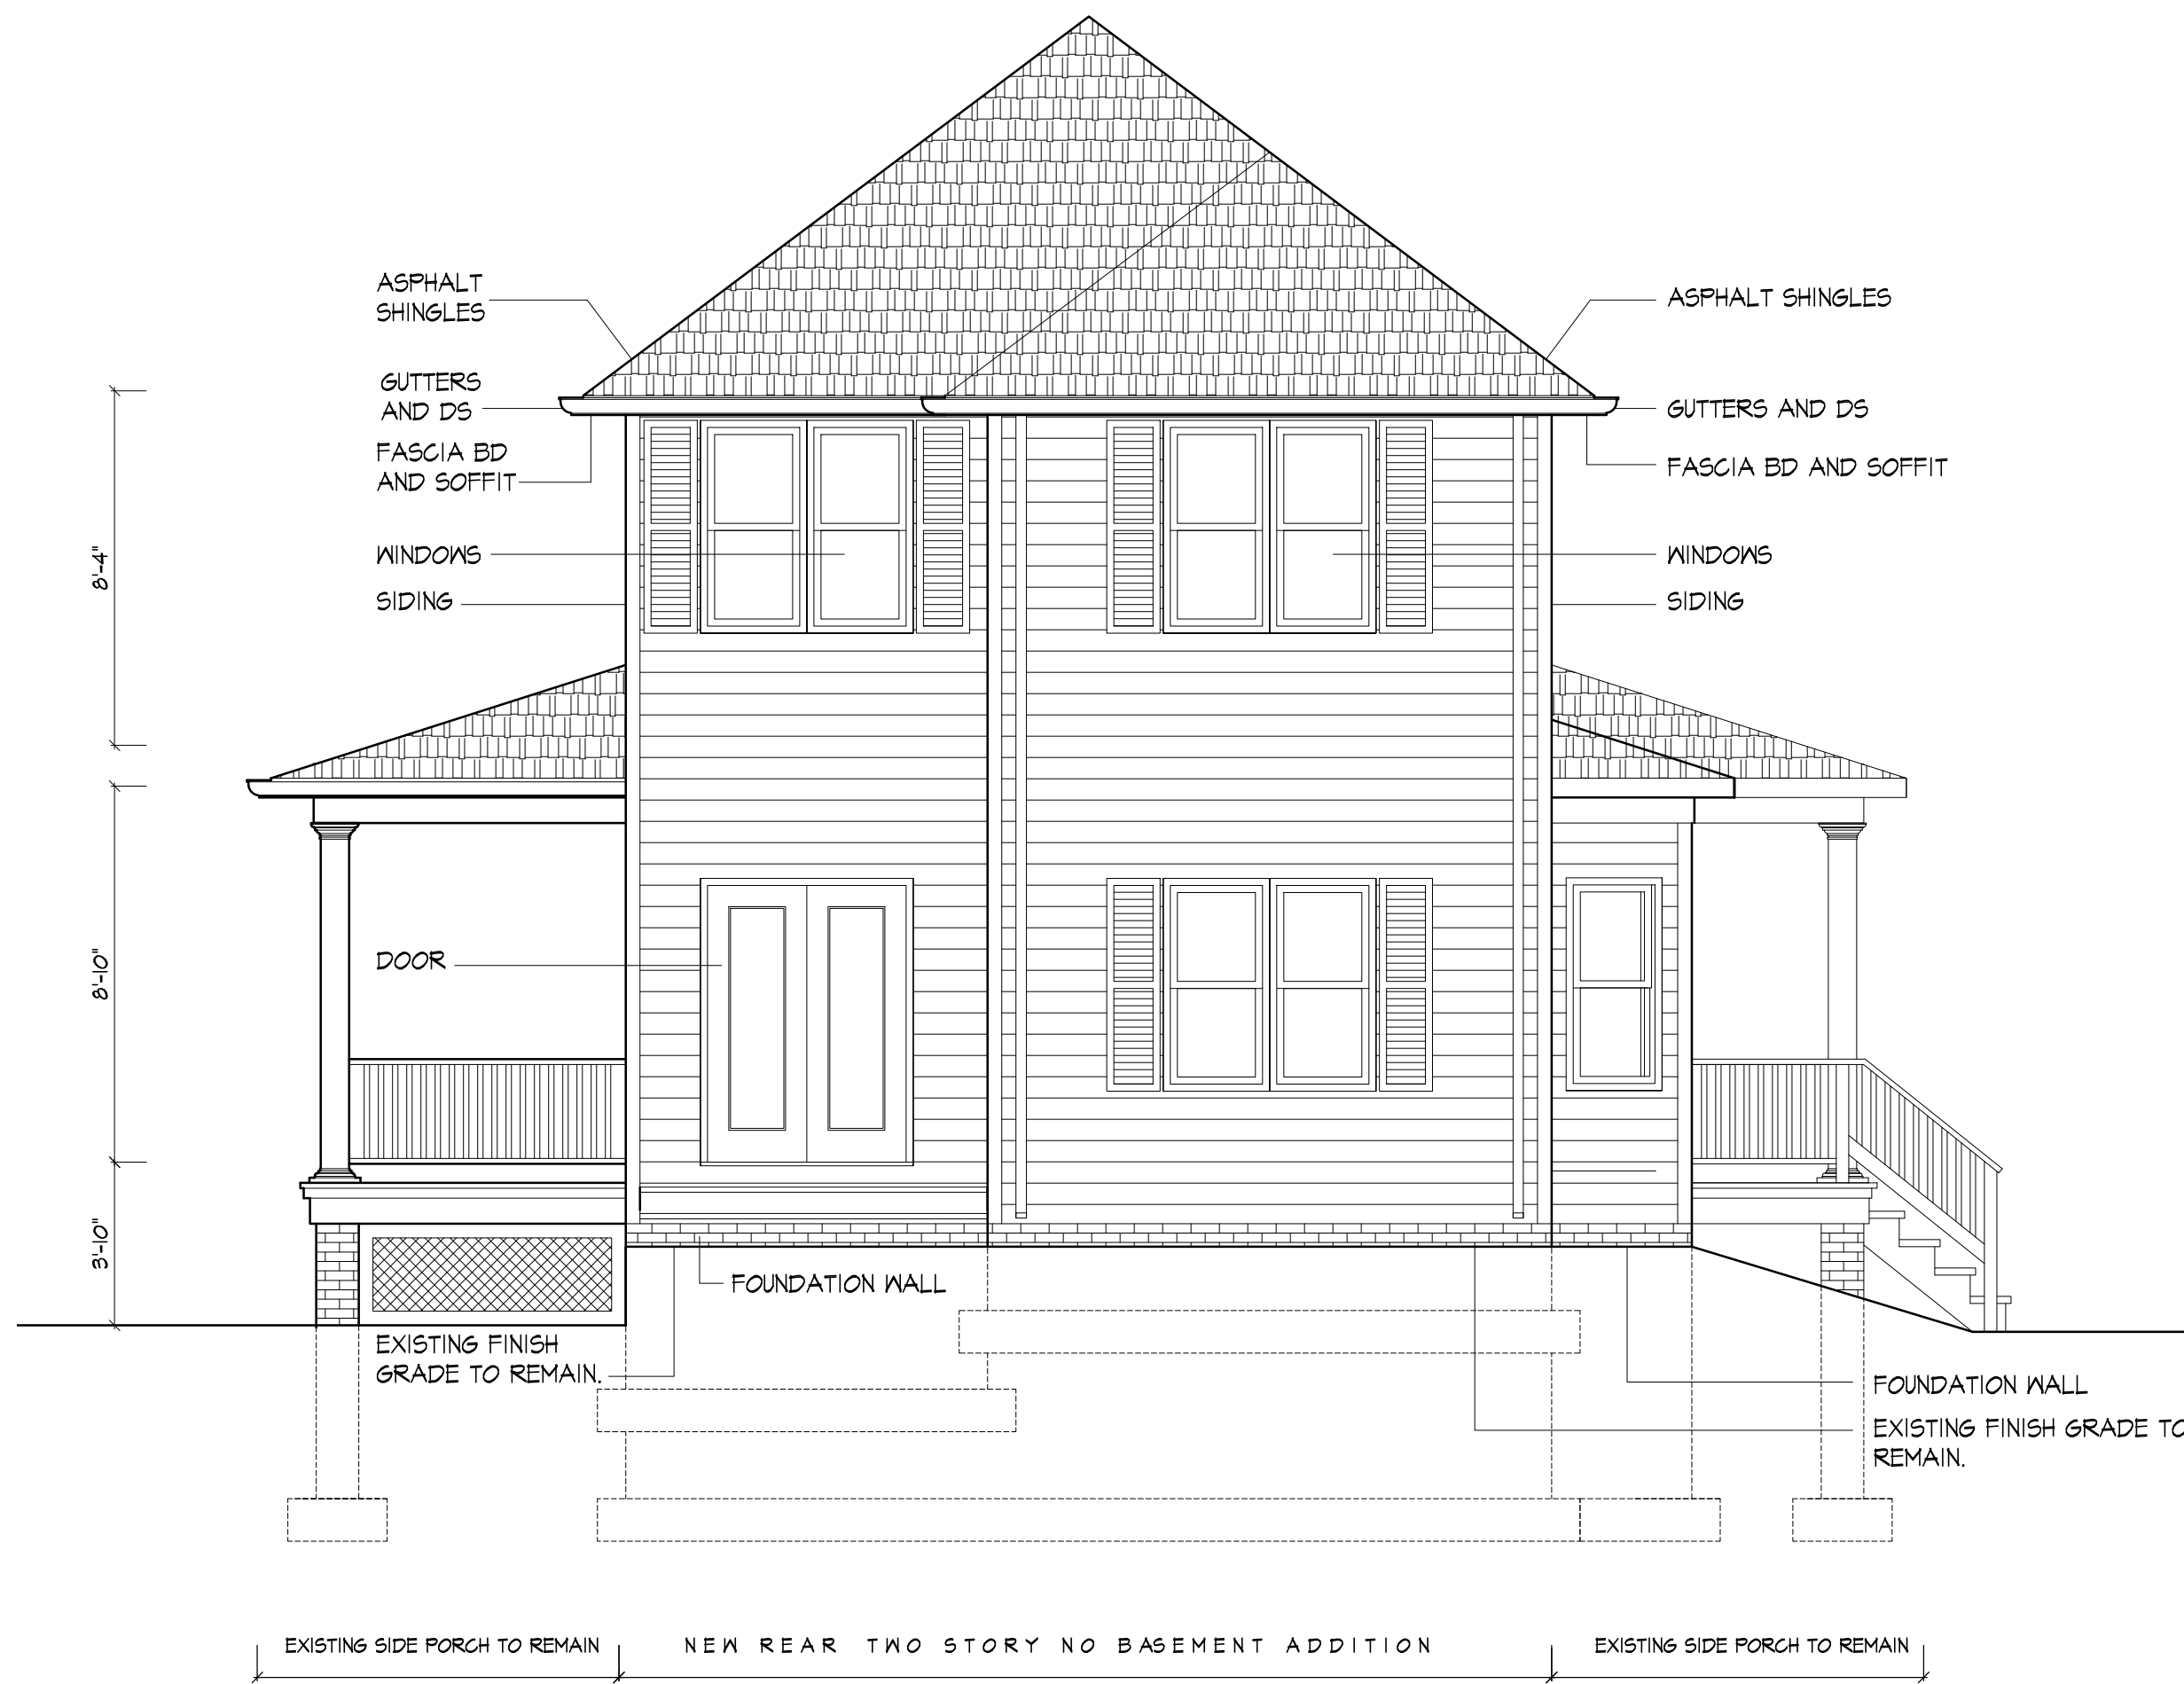 ASPHALT
SHINGLES
GUTTERS
AND DS
FASCIA BD
AND SOFFIT
WINDOWS
SIDING
ASPHALT SHINGLES
GUTTERS AND DS
FASCIA BD AND SOFFIT
WINDOWS
SIDING
8'-4"
8'-10"
3'-10"
DOOR
FOUNDATION WALL
EXISTING FINISH
GRADE TO REMAIN.
FOUNDATION WALL
EXISTING FINISH GRADE TO
REMAIN.
EXISTING SIDE PORCH TO REMAIN
NEW REAR TWO STORY NO BASEMENT ADDITION
EXISTING SIDE PORCH TO REMAIN